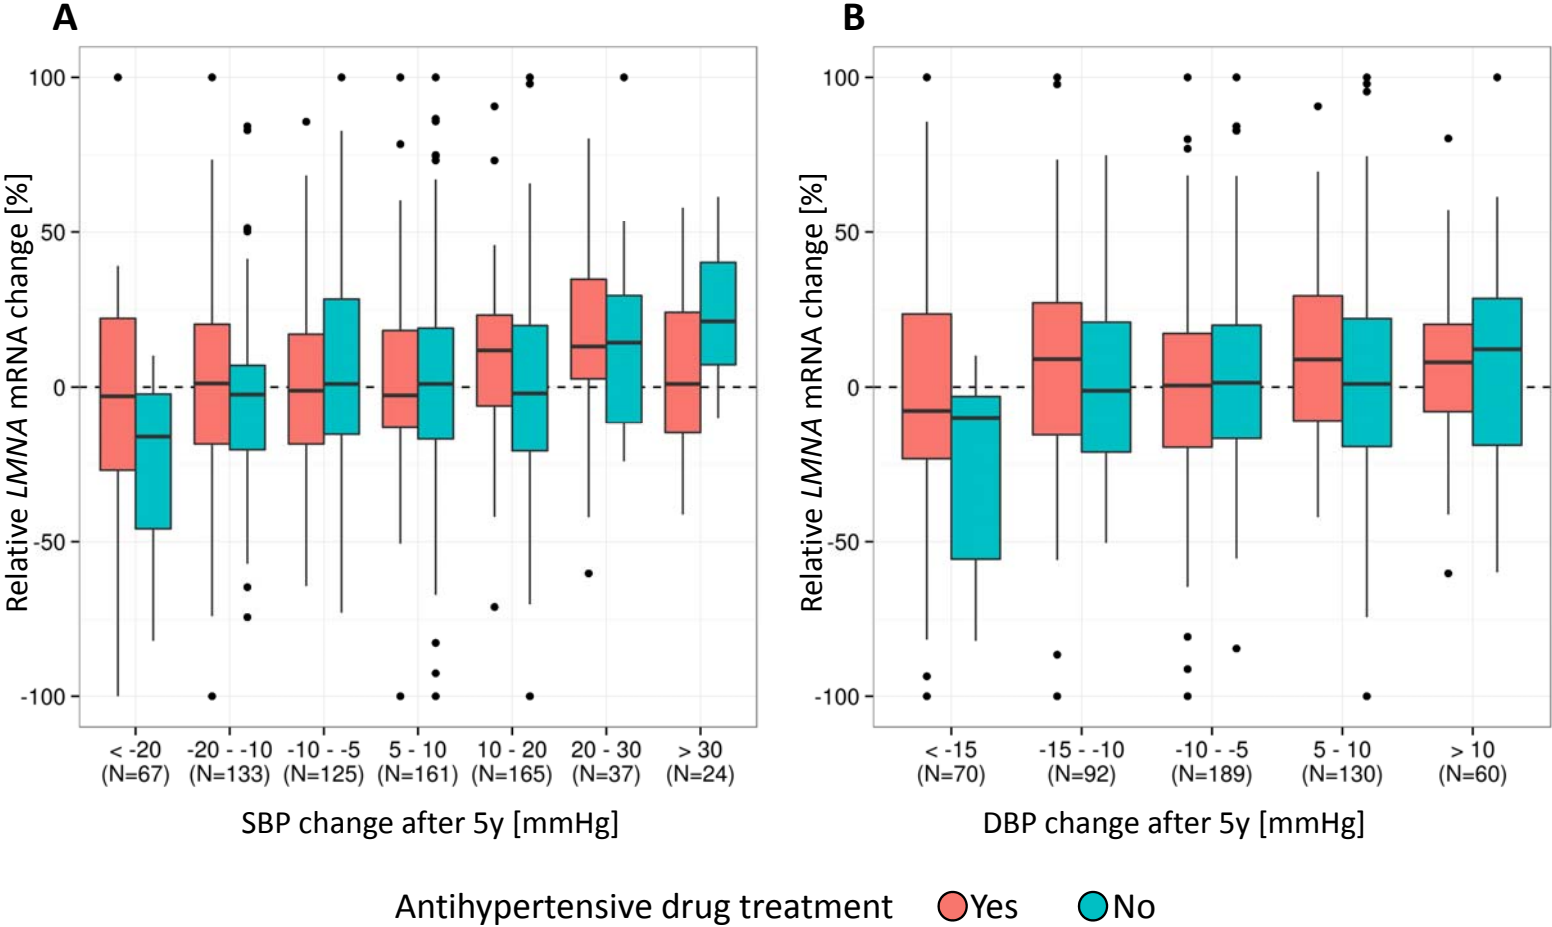 A
B
Relative LMNA mRNA change [%]
100
50
0
-50
-100
< -20
-20 - -10
-10 - -5
5 - 10
10 - 20
20 - 30
> 30
(N=67)
(N=133)
(N=125)
(N=161)
(N=165)
(N=37)
(N=24)
SBP change after 5y [mmHg]
Relative LMNA mRNA change [%]
100
50
0
-50
-100
< -15
-15 - -10
-10 - -5
5 - 10
> 10
(N=70)
(N=92)
(N=189)
(N=130)
(N=60)
DBP change after 5y [mmHg]
Antihypertensive drug treatment Yes No